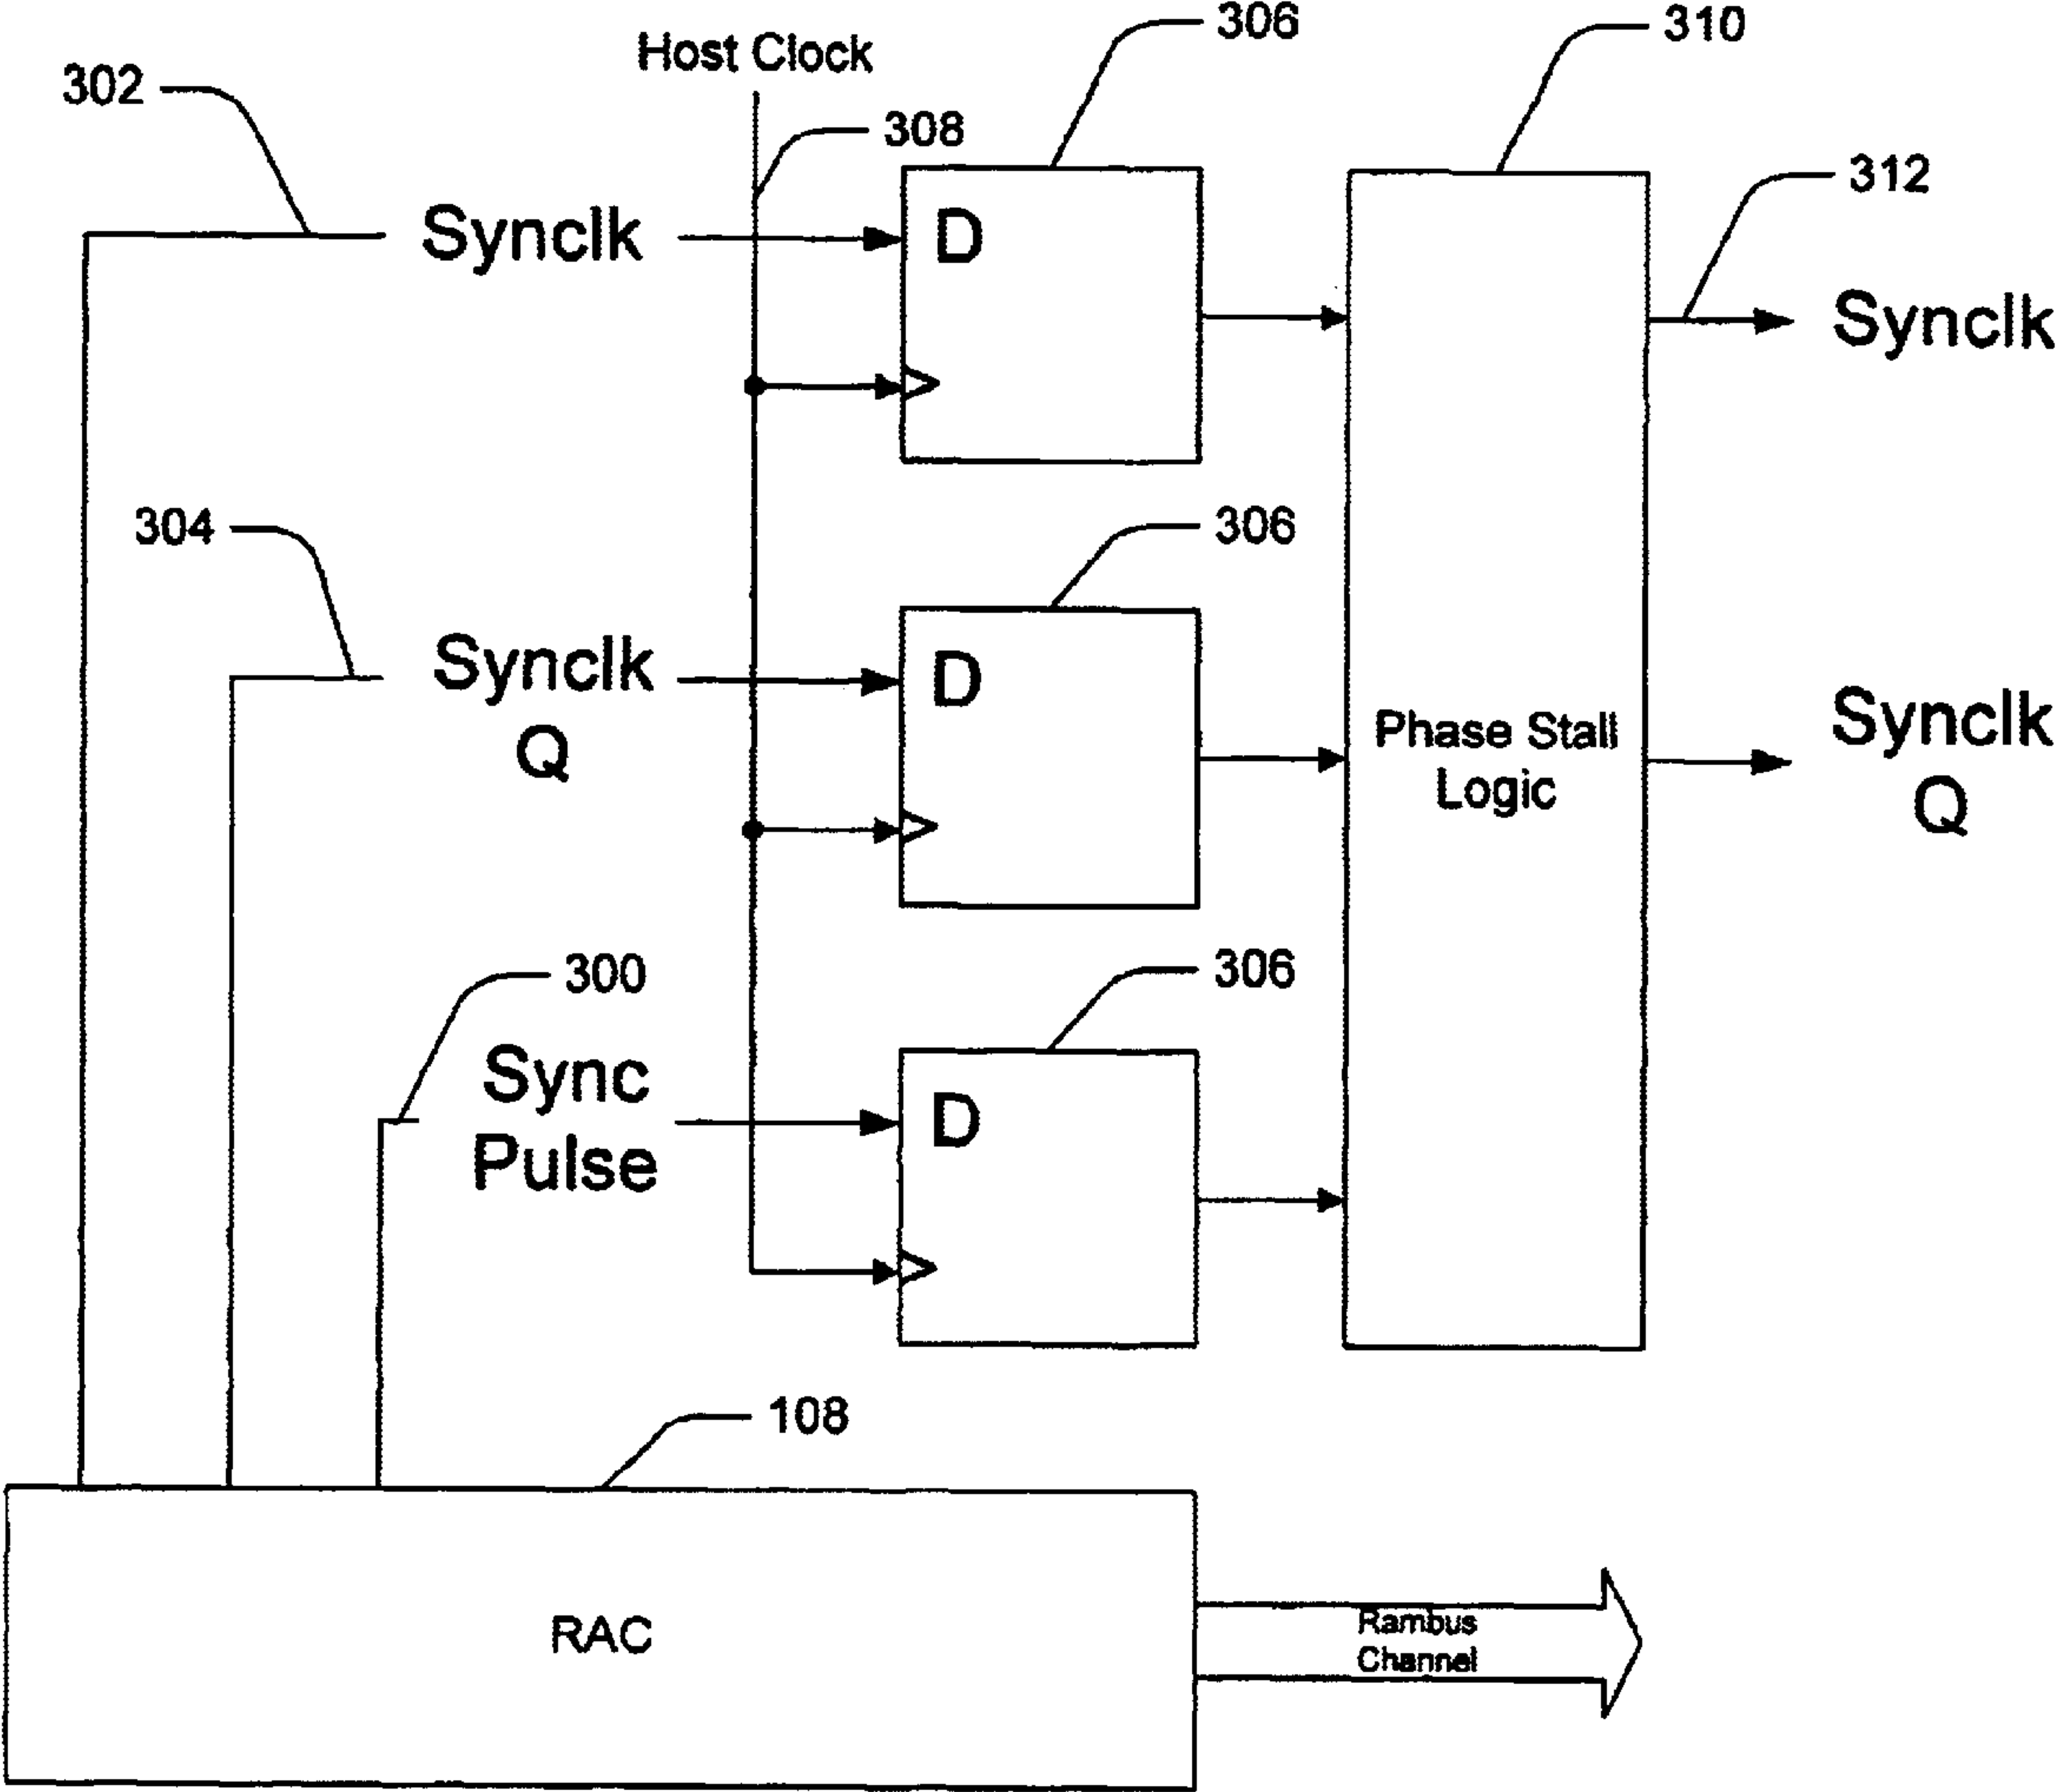 306
310
Host Clock
302
308
312
Synclk
D
Synclk
304
306
Synclk
Q
D
Phase Stall
Logic
Synclk
Q
300
306
Sync
Pulse
D
108
RAC
Rambus
Channel